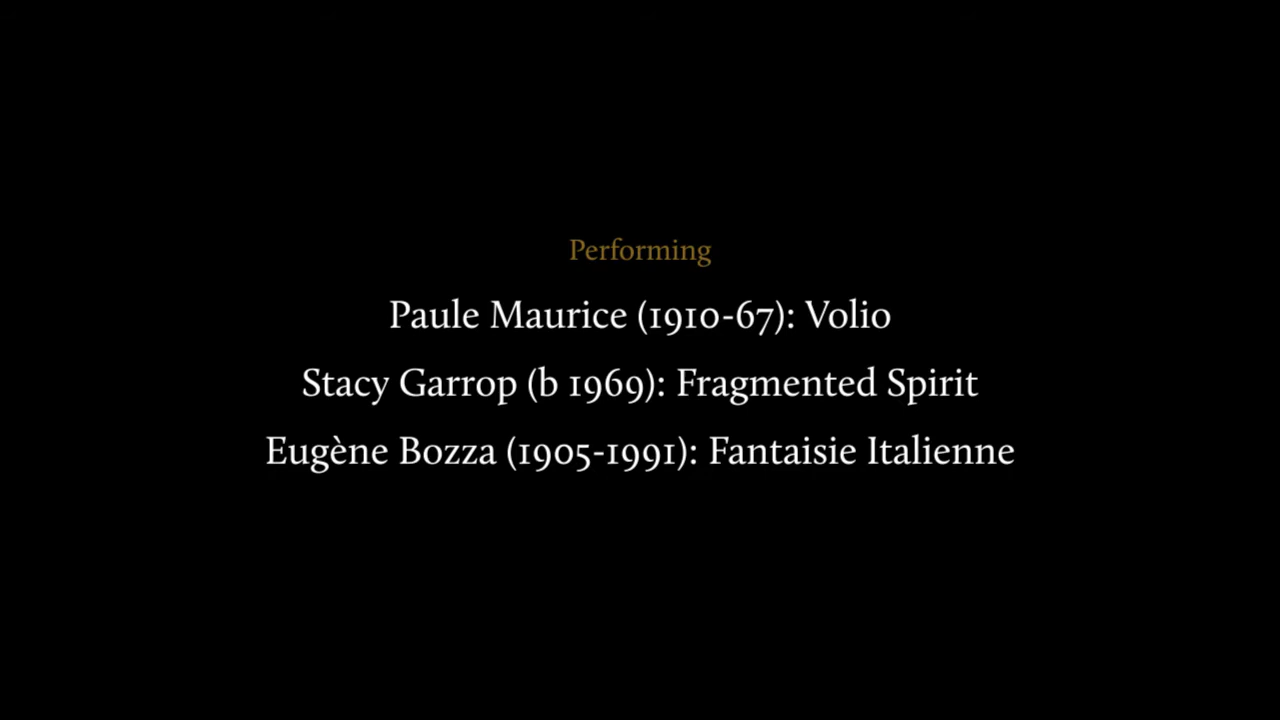 Performing
Paule Maurice (1910-67): Volio
Stacy Garrop (b 1969): Fragmented Spirit
Eugène Bozza (1905-1991): Fantaisie Italienne